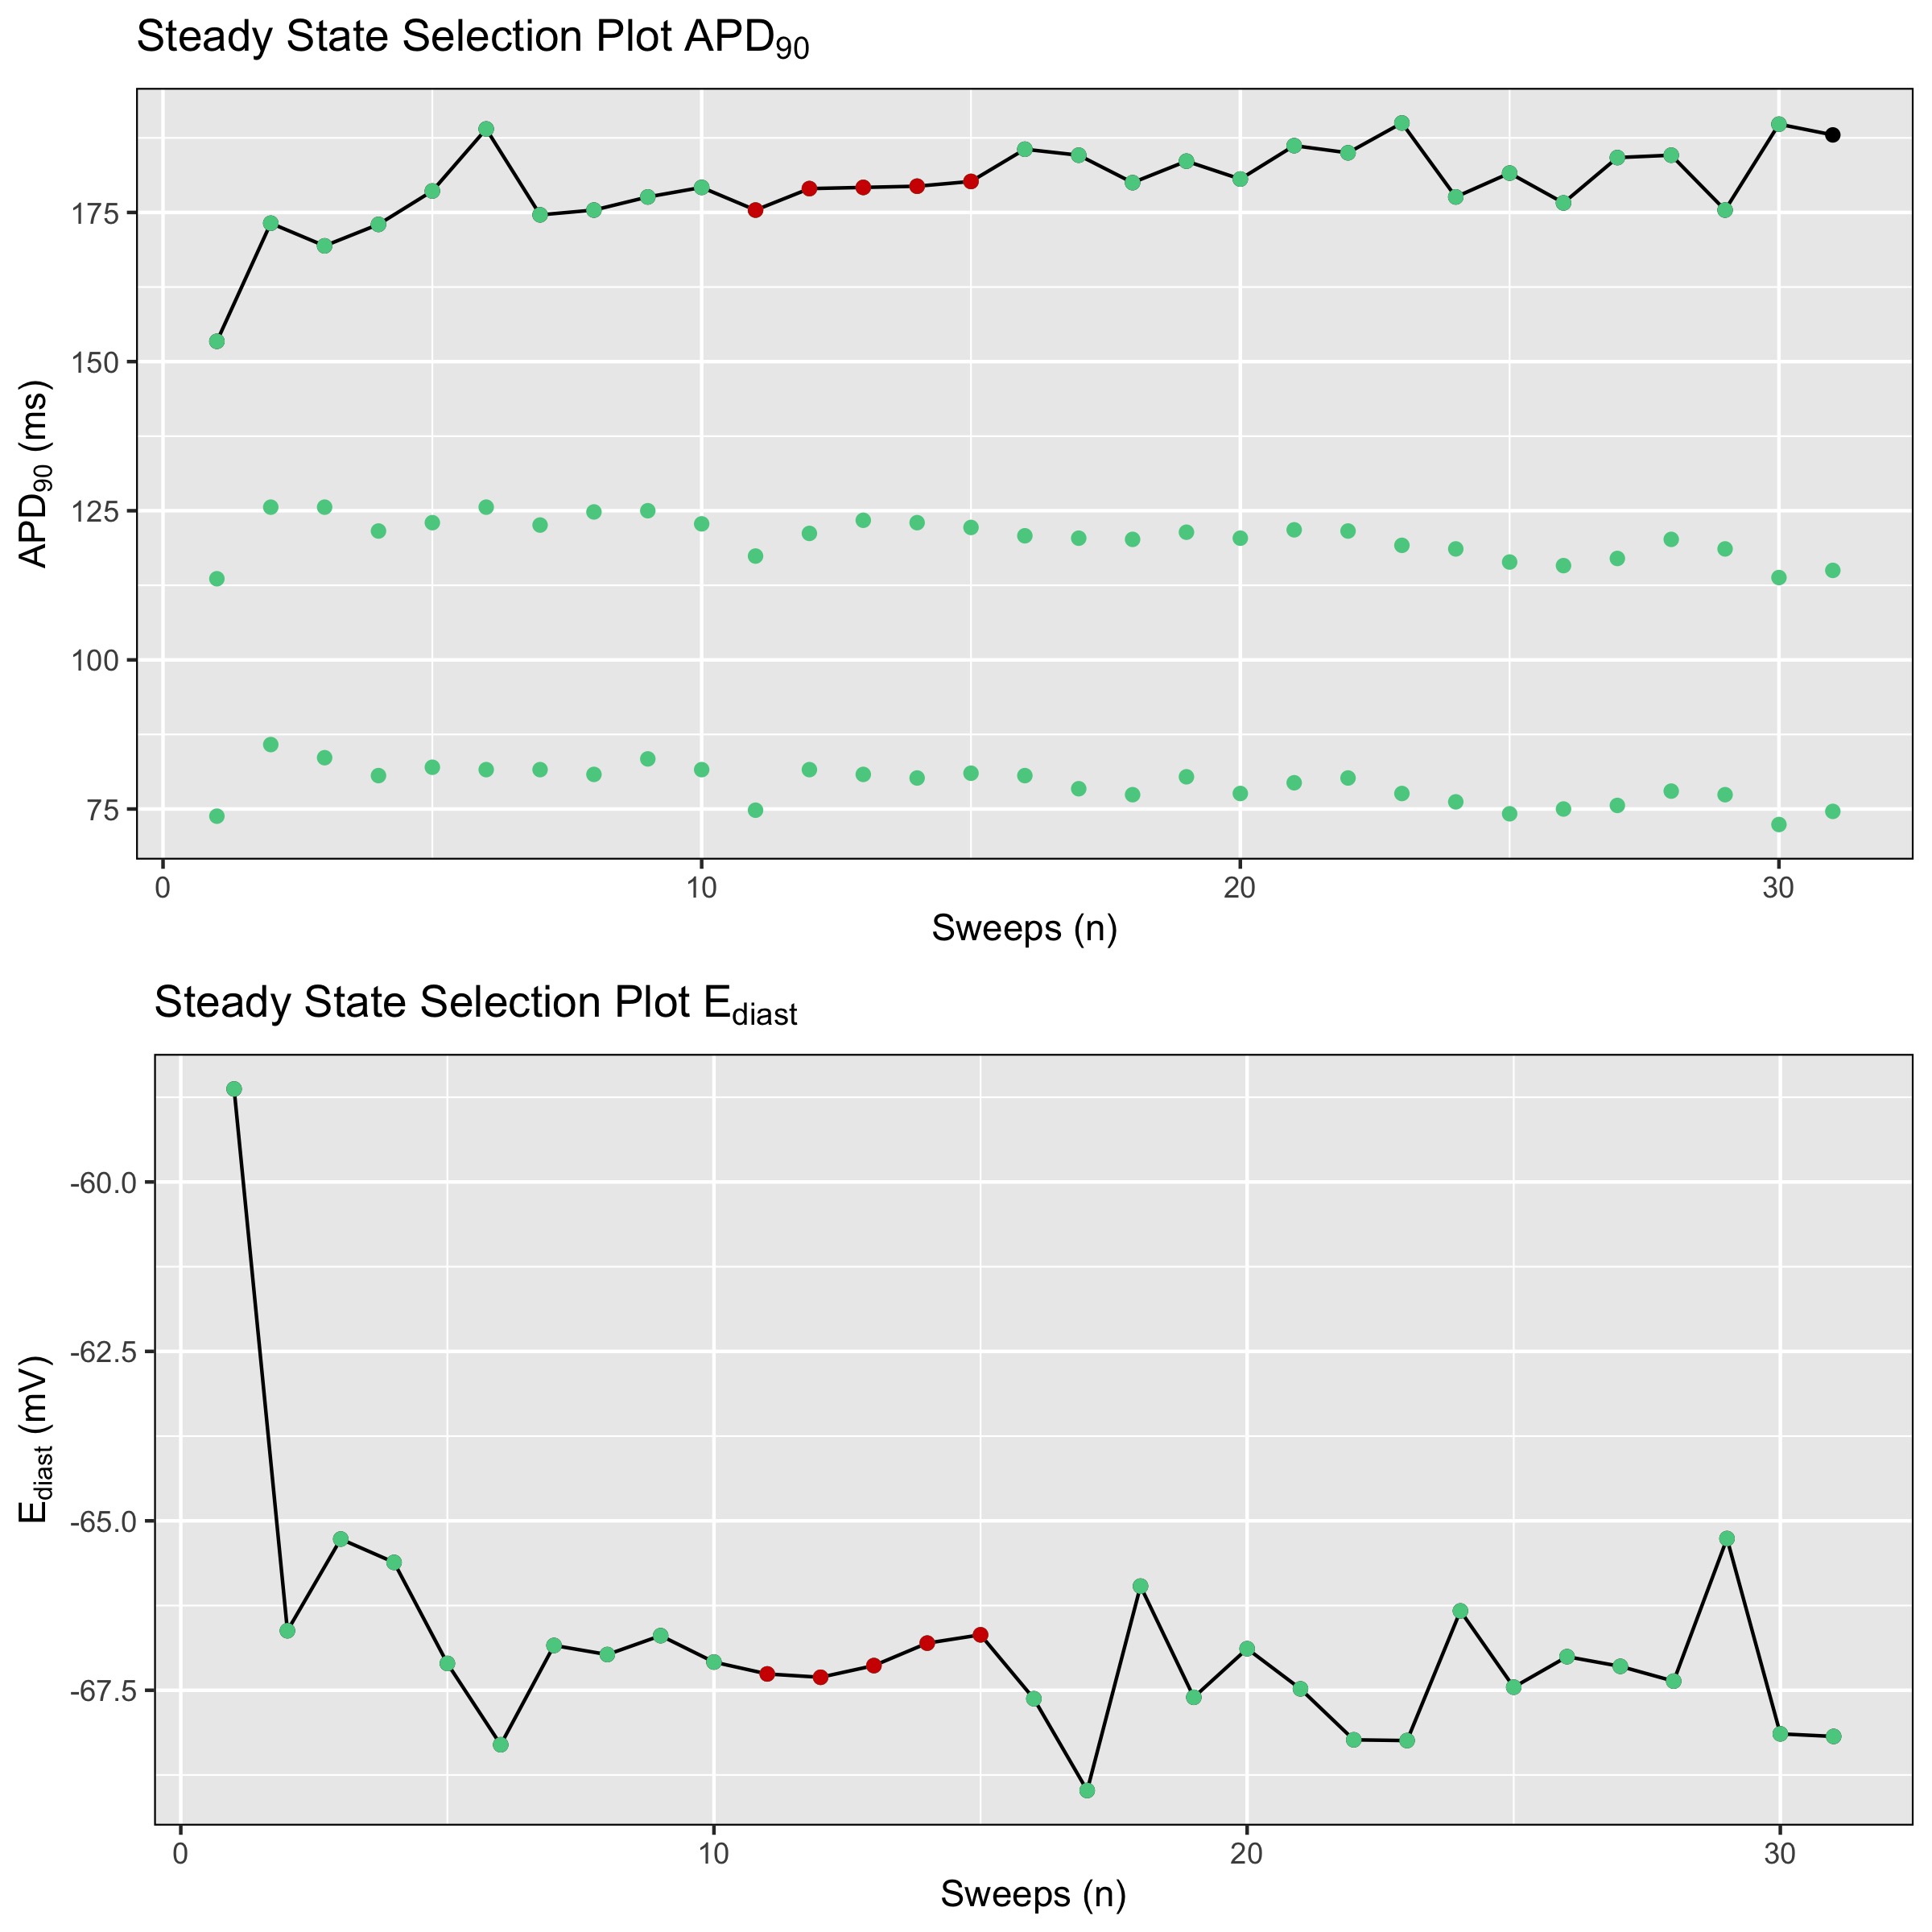 Steady State Selection Plot APD90
175
150
125
100
75
APD90 (ms)
0 10 20 30
Sweeps (n)
Steady State Selection Plot Ediast
-60.0
-62.5
-65.0
-67.5
Ediast (mV)
0 10 20 30
Sweeps (n)